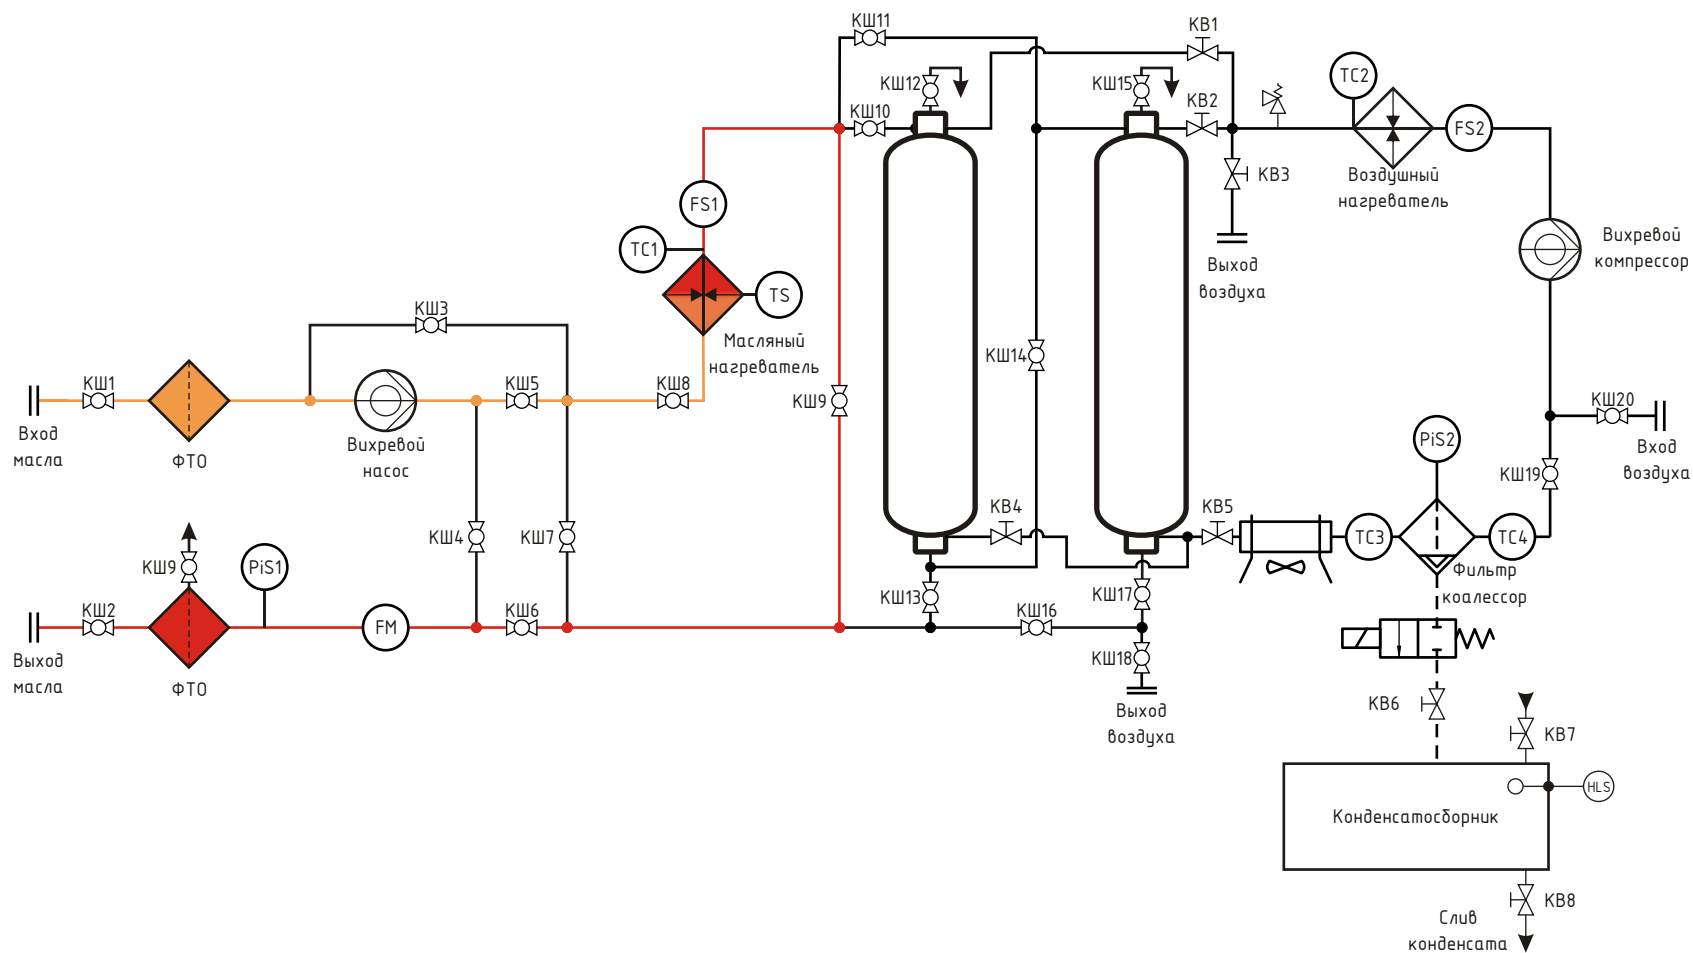 КШ11
КВ1
КШ12
КШ15
ТС2
КВ2
КШ10
FS2
КВ3
Воздушный
нагреватель
FS1
ТС1
Вихревой
компрессор
Выход
воздуха
TS
КШ3
Масляный
нагреватель
КШ14
КШ1
КШ5
КШ8
КШ9
КШ20
Вход
масла
ФТО
Вихревой
насос
PiS2
Вход
воздуха
КШ19
КВ4
КВ5
КШ4
КШ7
ТС3
ТС4
КШ9
PiS1
Фильтр
коалессор
КШ13
КШ17
КШ2
КШ6
КШ16
FM
Выход
масла
ФТО
КШ18
Выход
воздуха
КВ6
КВ7
HLS
Конденсатосборник
КВ8
Слив
конденсата